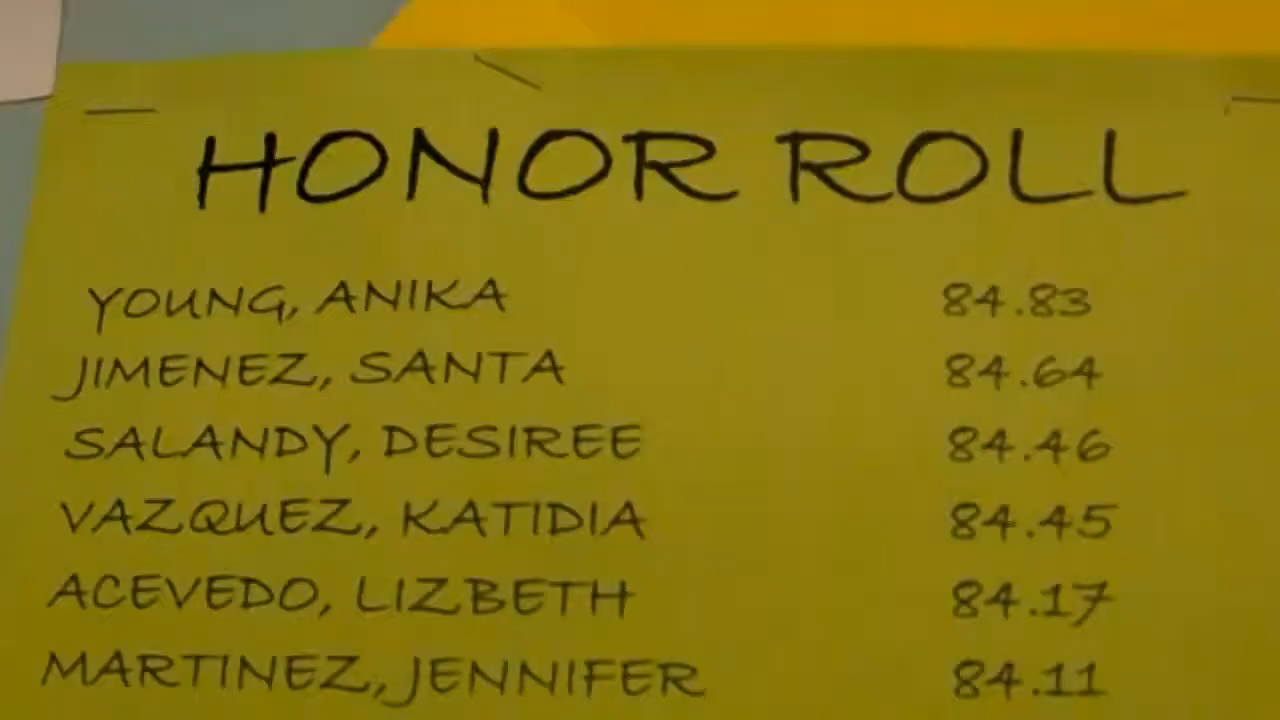 HONOR ROLL
YOUNG, ANIKA 84.83
JIMENEZ, SANTA 84.64
SALANDY, DESIREE 84.46
VAZQUEZ, KATIDIA 84.45
ACEVEDO, LIZBETH 84.17
MARTINEZ, JENNIFER 84.11